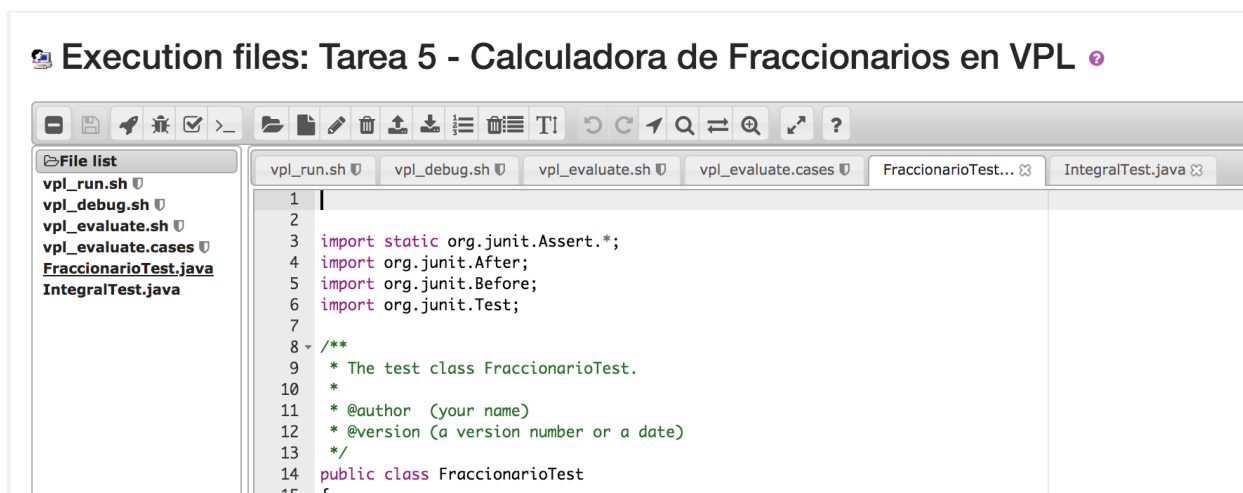 Execution files: Tarea 5 - Calculadora de Fraccionarios en VPL ?
File list
vpl_run.sh
vpl_debug.sh
vpl_evaluate.sh
vpl_evaluate.cases
FraccionarioTest.java
IntegralTest.java
vpl_run.sh vpl_debug.sh vpl_evaluate.sh vpl_evaluate.cases FraccionarioTest... IntegralTest.java
1
2
3 import static org.junit.Assert.*;
4 import org.junit.After;
5 import org.junit.Before;
6 import org.junit.Test;
7
8 /**
9 * The test class FraccionarioTest.
10 *
11 * @author (your name)
12 * @version (a version number or a date)
13 */
14 public class FraccionarioTest
15 {